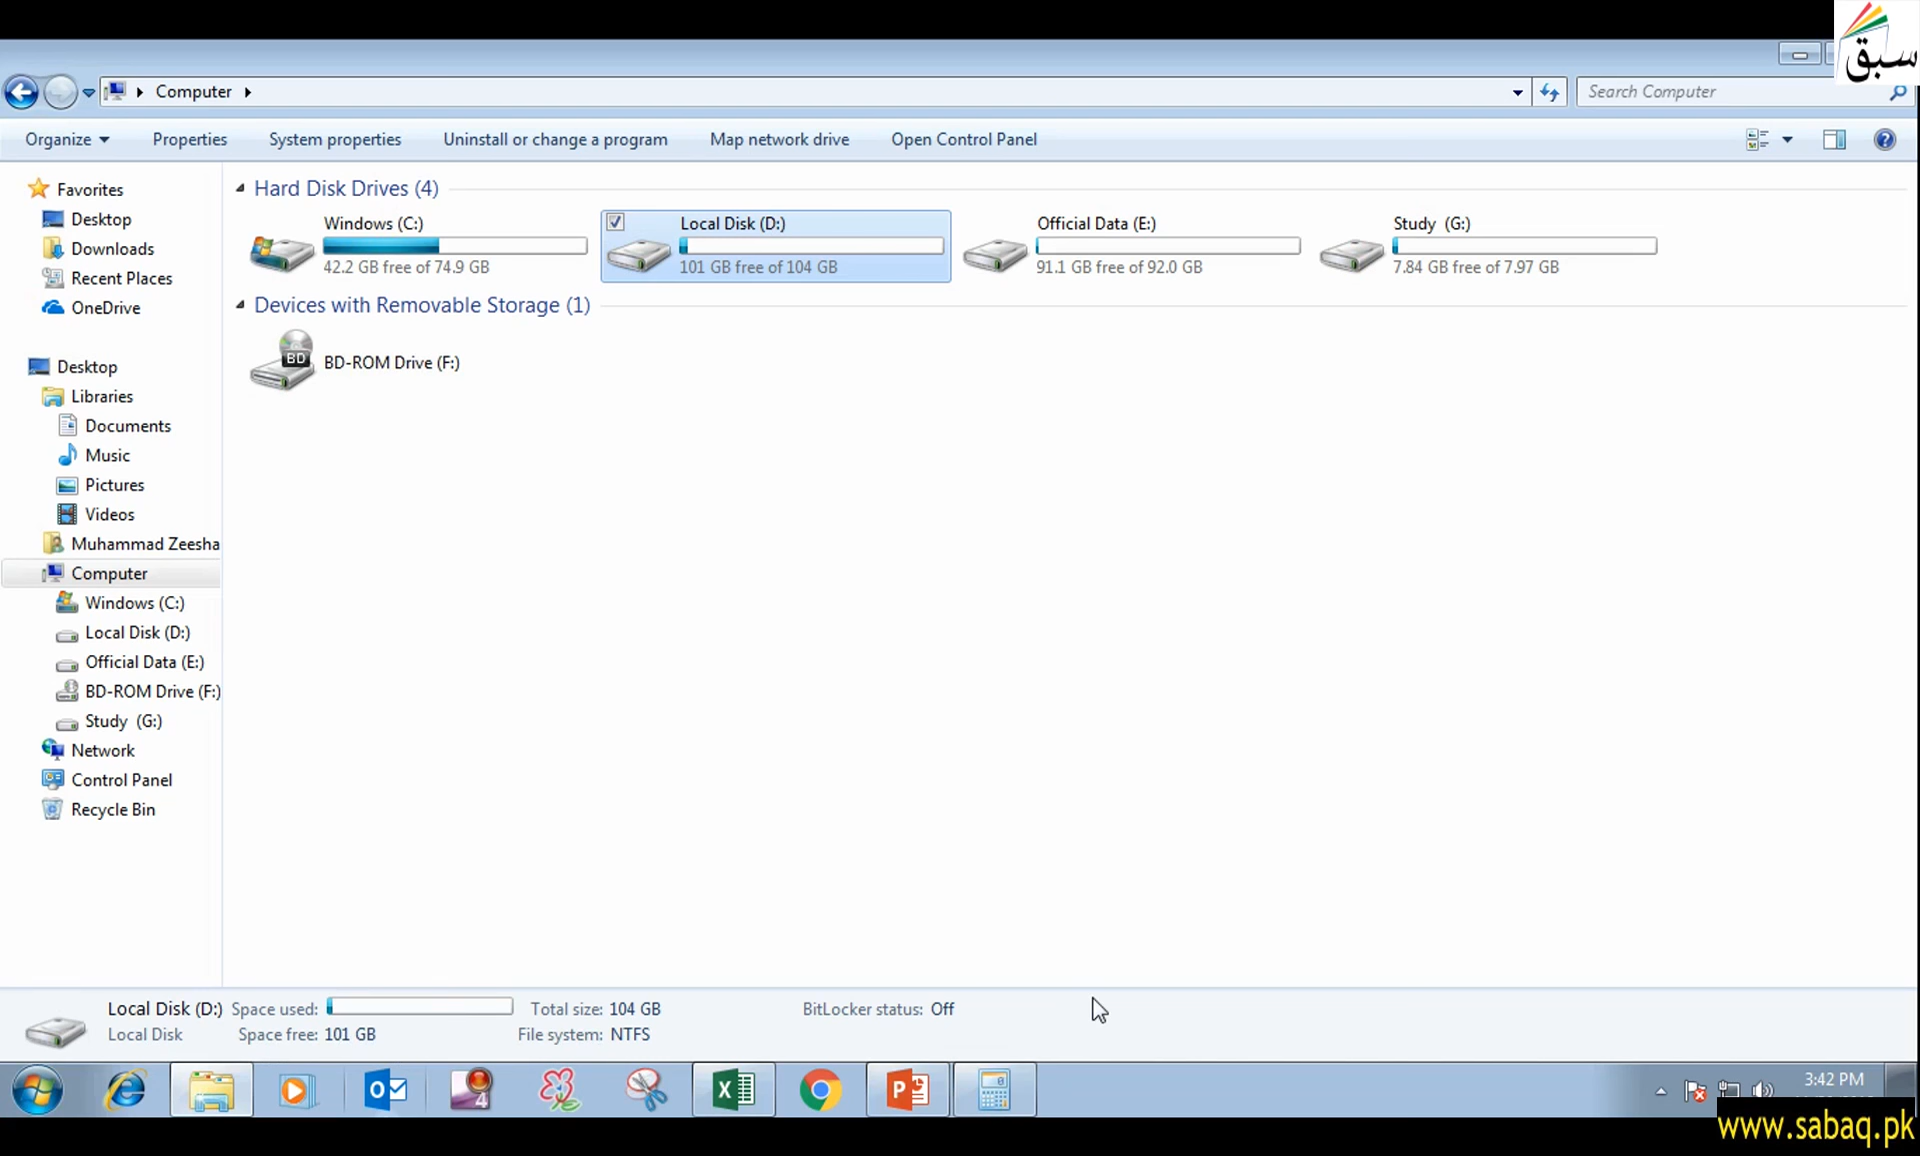 سبق
Computer
Search Computer
Organize Properties System properties Uninstall or change a program Map network drive Open Control Panel
Favorites
Desktop
Downloads
Recent Places
OneDrive
Desktop
Libraries
Documents
Music
Pictures
Videos
Muhammad Zeesha
Computer
Windows (C:)
Local Disk (D:)
Official Data (E:)
BD-ROM Drive (F:)
Study (G:)
Network
Control Panel
Recycle Bin
Hard Disk Drives (4)
Windows (C:)
42.2 GB free of 74.9 GB
Local Disk (D:)
101 GB free of 104 GB
Official Data (E:)
91.1 GB free of 92.0 GB
Study (G:)
7.84 GB free of 7.97 GB
Devices with Removable Storage (1)
BD
BD-ROM Drive (F:)
Local Disk (D:) Space used: Total size: 104 GB BitLocker status: Off
Local Disk Space free: 101 GB File system: NTFS
3:42 PM
www.sabaq.pk